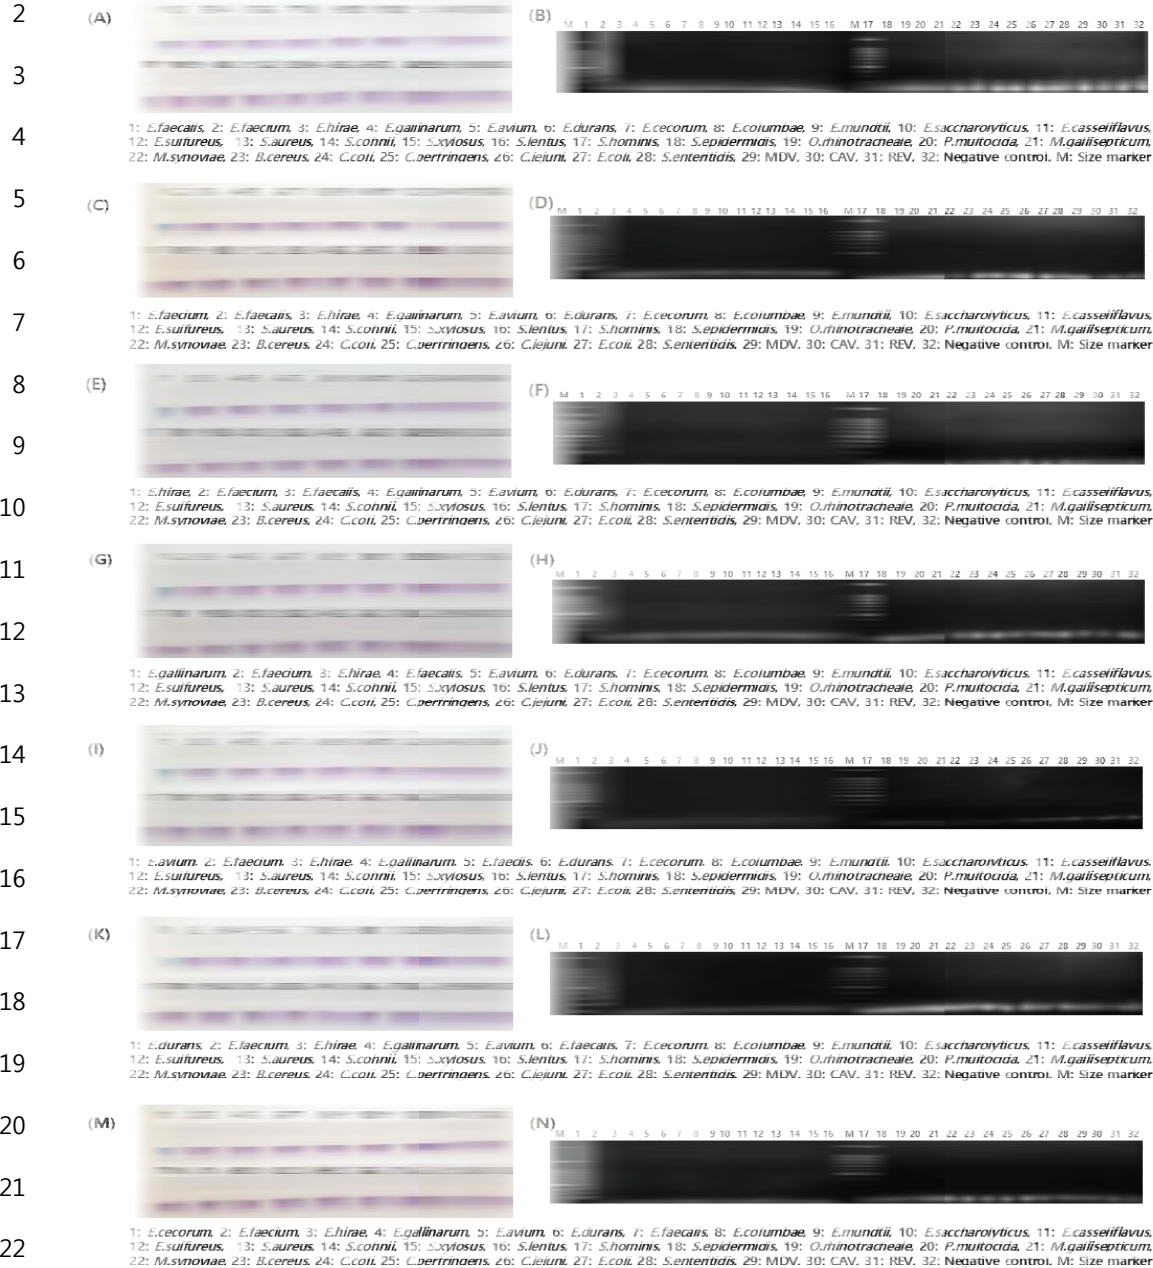 2
(A)
(B)
M 1 2 3 4 5 6 7 8 9 10 11 12 13 14 15 16 M 17 18 19 20 21 22 23 24 25 26 27 28 29 30 31 32
3
1: E.faecalis, 2: E.faecium, 3: E.hirae, 4: E.gallinarum, 5: E.avium, 6: E.durans, 7: E.cecorum, 8: E.columbae, 9: E.mundtii, 10: E.saccharolyticus, 11: E.casseliflavus,
4
12: E.sulfureus, 13: S.aureus, 14: S.cohnii, 15: S.xylosus, 16: S.lentus, 17: S.hominis, 18: S.epidermidis, 19: O.rhinotracheale, 20: P.multocida, 21: M.gallisepticum,
22: M.synoviae, 23: B.cereus, 24: C.coli, 25: C.perfringens, 26: C.jejuni, 27: E.coli, 28: S.enteritidis, 29: MDV, 30: CAV, 31: REV, 32: Negative control, M: Size marker
5
(C)
(D)
M 1 2 3 4 5 6 7 8 9 10 11 12 13 14 15 16 M 17 18 19 20 21 22 23 24 25 26 27 28 29 30 31 32
6
1: E.faecium, 2: E.faecalis, 3: E.hirae, 4: E.gallinarum, 5: E.avium, 6: E.durans, 7: E.cecorum, 8: E.columbae, 9: E.mundtii, 10: E.saccharolyticus, 11: E.casseliflavus,
7
12: E.sulfureus, 13: S.aureus, 14: S.cohnii, 15: S.xylosus, 16: S.lentus, 17: S.hominis, 18: S.epidermidis, 19: O.rhinotracheale, 20: P.multocida, 21: M.gallisepticum,
22: M.synoviae, 23: B.cereus, 24: C.coli, 25: C.perfringens, 26: C.jejuni, 27: E.coli, 28: S.enteritidis, 29: MDV, 30: CAV, 31: REV, 32: Negative control, M: Size marker
8
(E)
(F)
M 1 2 3 4 5 6 7 8 9 10 11 12 13 14 15 16 M 17 18 19 20 21 22 23 24 25 26 27 28 29 30 31 32
9
1: E.hirae, 2: E.faecium, 3: E.faecalis, 4: E.gallinarum, 5: E.avium, 6: E.durans, 7: E.cecorum, 8: E.columbae, 9: E.mundtii, 10: E.saccharolyticus, 11: E.casseliflavus,
10
12: E.sulfureus, 13: S.aureus, 14: S.cohnii, 15: S.xylosus, 16: S.lentus, 17: S.hominis, 18: S.epidermidis, 19: O.rhinotracheale, 20: P.multocida, 21: M.gallisepticum,
22: M.synoviae, 23: B.cereus, 24: C.coli, 25: C.perfringens, 26: C.jejuni, 27: E.coli, 28: S.enteritidis, 29: MDV, 30: CAV, 31: REV, 32: Negative control, M: Size marker
11
(G)
(H)
M 1 2 3 4 5 6 7 8 9 10 11 12 13 14 15 16 M 17 18 19 20 21 22 23 24 25 26 27 28 29 30 31 32
12
1: E.gallinarum, 2: E.faecium, 3: E.hirae, 4: E.faecalis, 5: E.avium, 6: E.durans, 7: E.cecorum, 8: E.columbae, 9: E.mundtii, 10: E.saccharolyticus, 11: E.casseliflavus,
13
12: E.sulfureus, 13: S.aureus, 14: S.cohnii, 15: S.xylosus, 16: S.lentus, 17: S.hominis, 18: S.epidermidis, 19: O.rhinotracheale, 20: P.multocida, 21: M.gallisepticum,
22: M.synoviae, 23: B.cereus, 24: C.coli, 25: C.perfringens, 26: C.jejuni, 27: E.coli, 28: S.enteritidis, 29: MDV, 30: CAV, 31: REV, 32: Negative control, M: Size marker
14
(I)
(J)
M 1 2 3 4 5 6 7 8 9 10 11 12 13 14 15 16 M 17 18 19 20 21 22 23 24 25 26 27 28 29 30 31 32
15
1: E.avium, 2: E.faecium, 3: E.hirae, 4: E.gallinarum, 5: E.faeclis, 6: E.durans, 7: E.cecorum, 8: E.columbae, 9: E.mundtii, 10: E.saccharolyticus, 11: E.casseliflavus,
16
12: E.sulfureus, 13: S.aureus, 14: S.cohnii, 15: S.xylosus, 16: S.lentus, 17: S.hominis, 18: S.epidermidis, 19: O.rhinotracheale, 20: P.multocida, 21: M.gallisepticum,
22: M.synoviae, 23: B.cereus, 24: C.coli, 25: C.perfringens, 26: C.jejuni, 27: E.coli, 28: S.enteritidis, 29: MDV, 30: CAV, 31: REV, 32: Negative control, M: Size marker
17
(K)
(L)
M 1 2 3 4 5 6 7 8 9 10 11 12 13 14 15 16 M 17 18 19 20 21 22 23 24 25 26 27 28 29 30 31 32
18
1: E.durans, 2: E.faecium, 3: E.hirae, 4: E.gallinarum, 5: E.avium, 6: E.faecalis, 7: E.cecorum, 8: E.columbae, 9: E.mundtii, 10: E.saccharolyticus, 11: E.casseliflavus,
19
12: E.sulfureus, 13: S.aureus, 14: S.cohnii, 15: S.xylosus, 16: S.lentus, 17: S.hominis, 18: S.epidermidis, 19: O.rhinotracheale, 20: P.multocida, 21: M.gallisepticum,
22: M.synoviae, 23: B.cereus, 24: C.coli, 25: C.perfringens, 26: C.jejuni, 27: E.coli, 28: S.enteritidis, 29: MDV, 30: CAV, 31: REV, 32: Negative control, M: Size marker
20
(M)
(N)
M 1 2 3 4 5 6 7 8 9 10 11 12 13 14 15 16 M 17 18 19 20 21 22 23 24 25 26 27 28 29 30 31 32
21
1: E.cecorum, 2: E.faecium, 3: E.hirae, 4: E.gallinarum, 5: E.avium, 6: E.durans, 7: E.faecalis, 8: E.columbae, 9: E.mundtii, 10: E.saccharolyticus, 11: E.casseliflavus,
22
12: E.sulfureus, 13: S.aureus, 14: S.cohnii, 15: S.xylosus, 16: S.lentus, 17: S.hominis, 18: S.epidermidis, 19: O.rhinotracheale, 20: P.multocida, 21: M.gallisepticum,
22: M.synoviae, 23: B.cereus, 24: C.coli, 25: C.perfringens, 26: C.jejuni, 27: E.coli, 28: S.enteritidis, 29: MDV, 30: CAV, 31: REV, 32: Negative control, M: Size marker